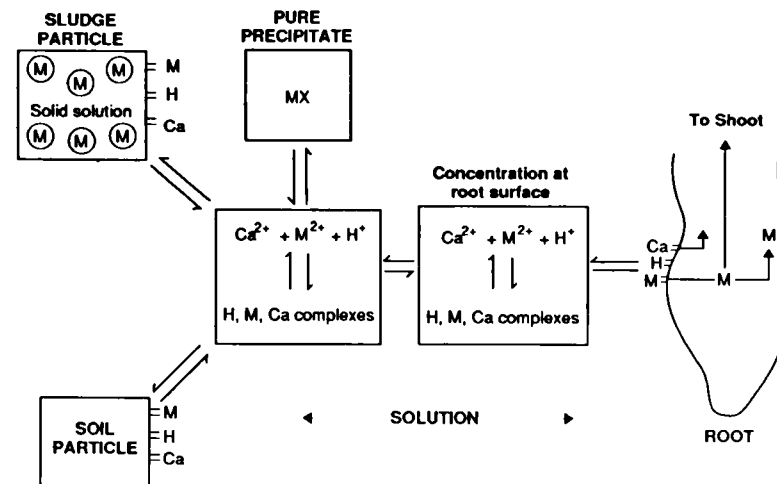 SLUDGE
PARTICLE
M
M
M
Solid solution
M
M
M
M
H
Ca
PURE
PRECIPITATE
MX
Ca²⁺ + M²⁺ + H⁺
H, M, Ca complexes
Concentration at
root surface
Ca²⁺ + M²⁺ + H⁺
H, M, Ca complexes
To Shoot
Ca
H
M
M
M
ROOT
SOIL
PARTICLE
M
H
Ca
SOLUTION